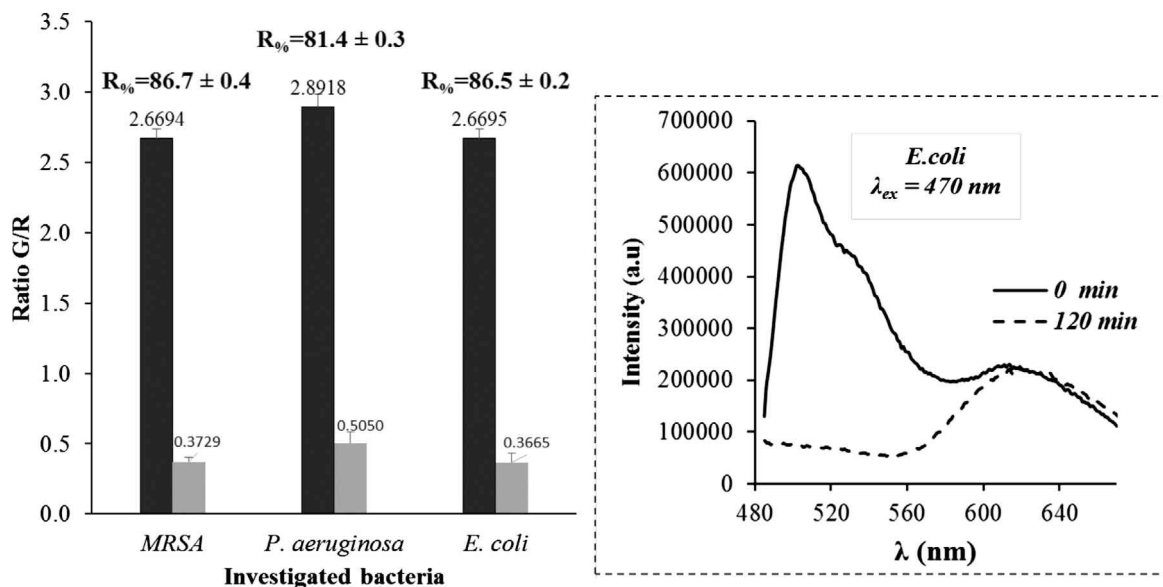 3.5
3.0
2.5
2.0
1.5
1.0
0.5
0.0
Ratio G/R
R%=86.7 ± 0.4
R%=81.4 ± 0.3
R%=86.5 ± 0.2
2.6694
2.8918
2.6695
0.3729
0.5050
0.3665
MRSA P. aeruginosa E. coli
Investigated bacteria
700000
600000
500000
400000
300000
200000
100000
0
Intensity (a.u)
E.coli
λex = 470 nm
0 min
120 min
480 520 560 600 640
λ (nm)